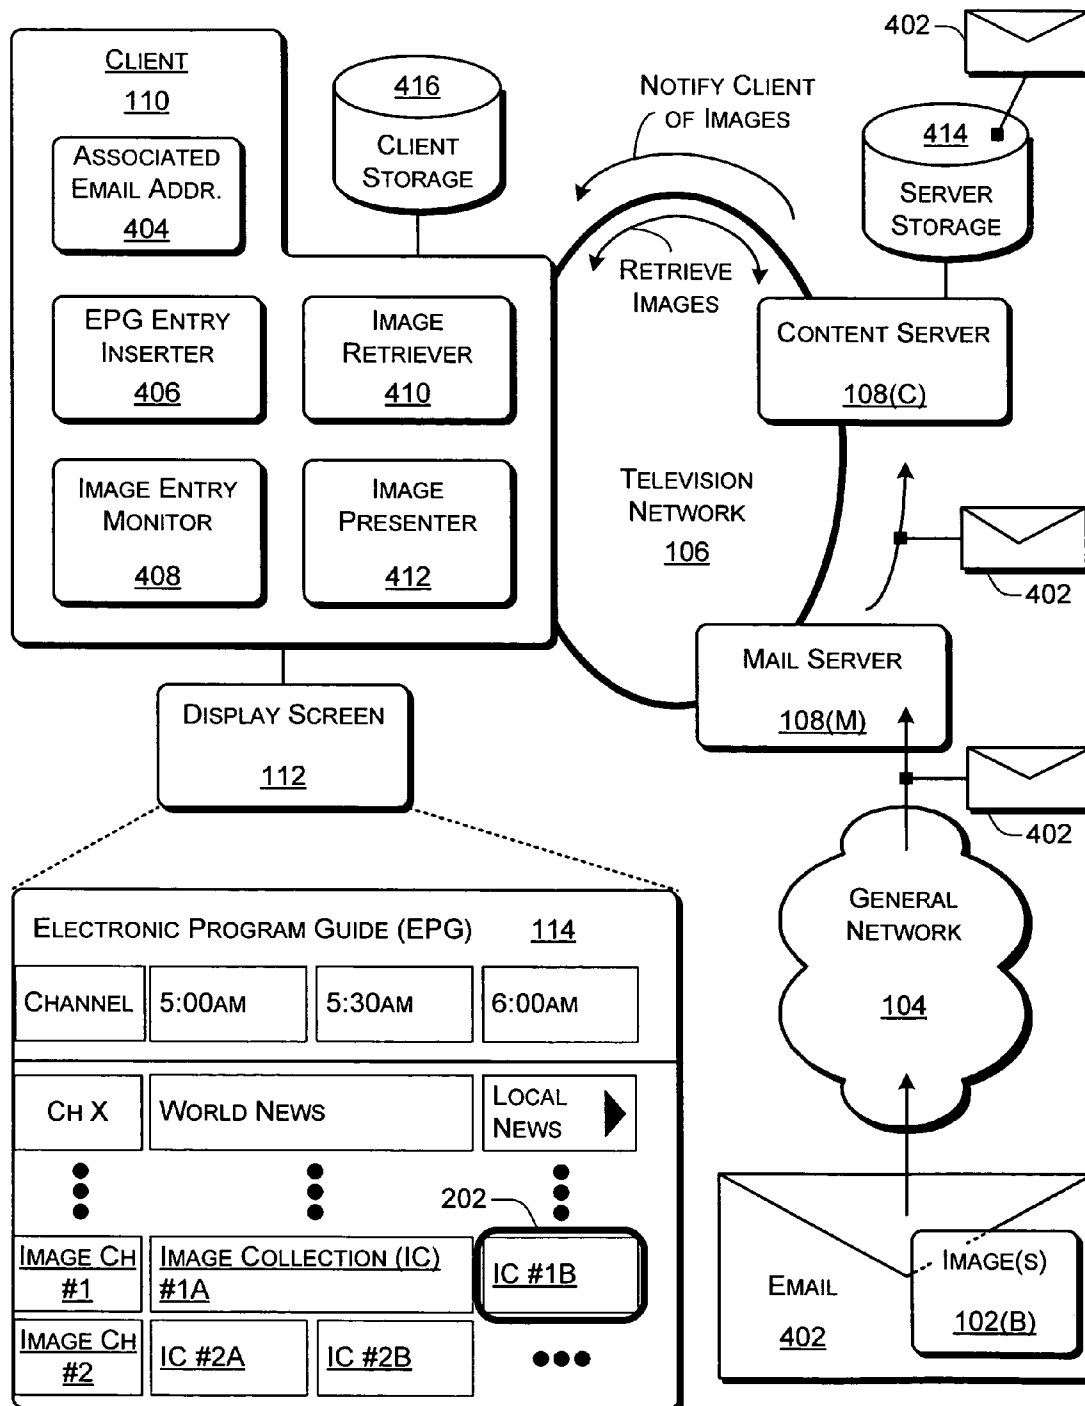 CLIENT
110
ASSOCIATED
EMAIL ADDR.
404
EPG ENTRY
INSERTER
406
IMAGE
RETRIEVER
410
IMAGE ENTRY
MONITOR
408
IMAGE
PRESENTER
412
416
CLIENT
STORAGE
NOTIFY CLIENT
OF IMAGES
RETRIEVE
IMAGES
402
414
SERVER
STORAGE
CONTENT SERVER
108(C)
TELEVISION
NETWORK
106
402
MAIL SERVER
108(M)
402
DISPLAY SCREEN
112
GENERAL
NETWORK
104
ELECTRONIC PROGRAM GUIDE (EPG) 114
CHANNEL 5:00AM 5:30AM 6:00AM
CH X WORLD NEWS LOCAL
NEWS
202
IMAGE CH
#1
IMAGE COLLECTION (IC)
#1A
IC #1B
IMAGE CH
#2
IC #2A IC #2B
EMAIL
402
IMAGE(S)
102(B)